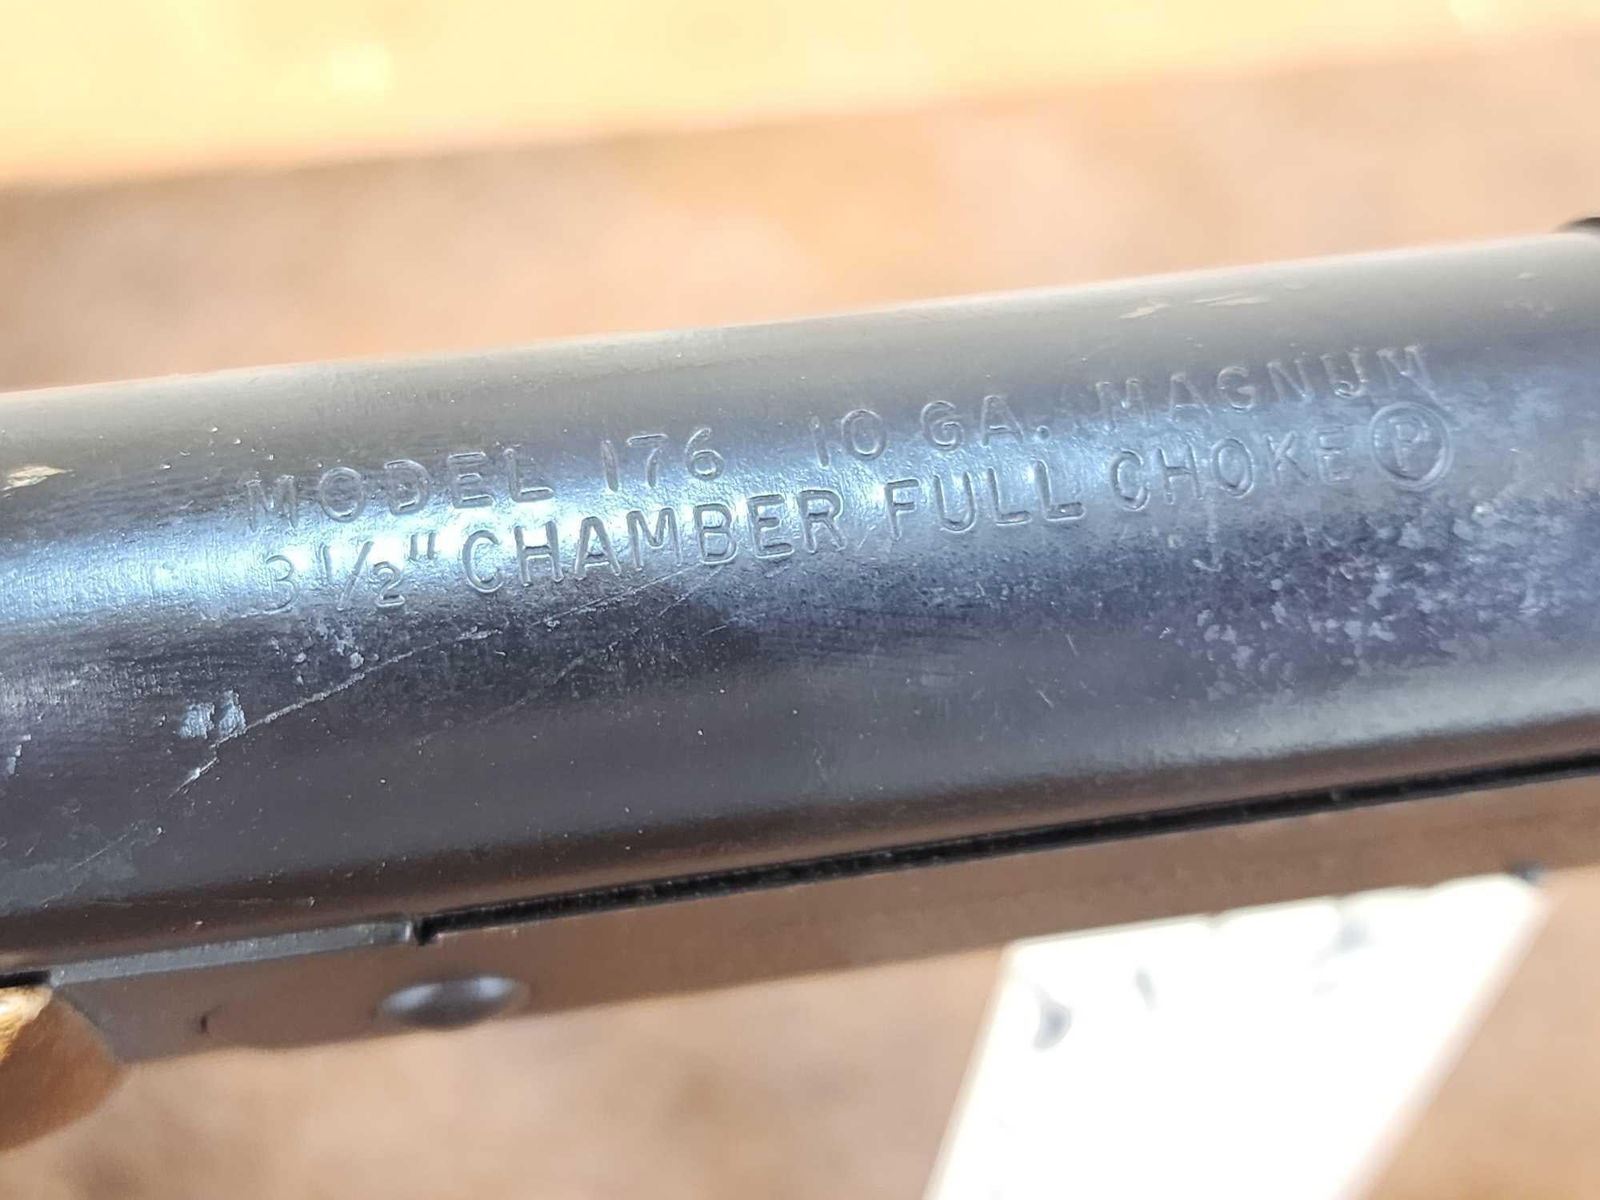 MODEL 176 10 GA. MAGNUM
3 1/2" CHAMBER FULL CHOKE Ⓟ